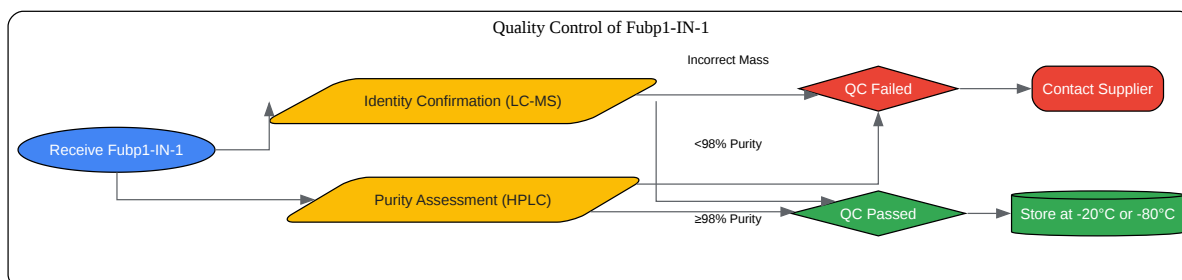 Quality Control of Fubp1-IN-1
Incorrect Mass
Identity Confirmation (LC-MS)
QC Failed
Contact Supplier
Receive Fubp1-IN-1
<98% Purity
Purity Assessment (HPLC)
QC Passed
Store at -20°C or -80°C
≥98% Purity